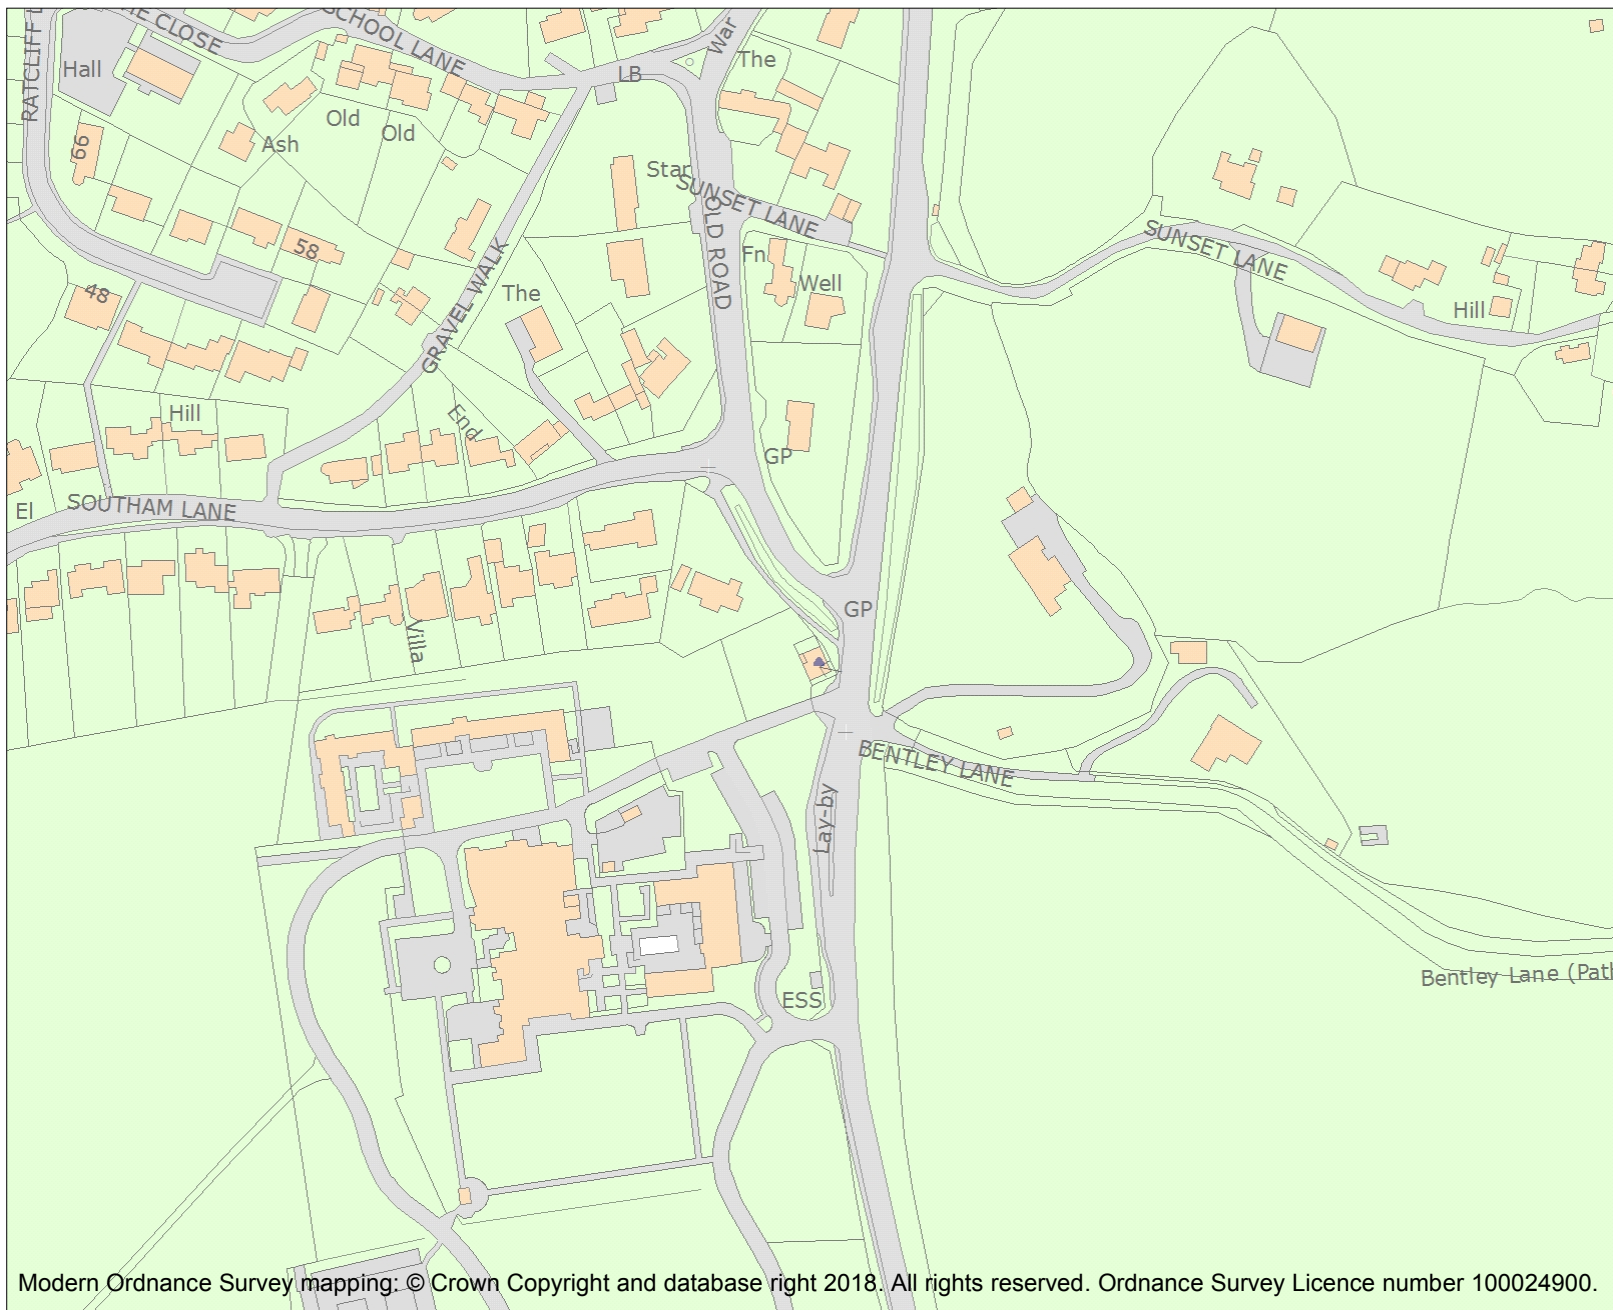 RATCLIFF L
HE CLOSE
SCHOOL LANE
War
Hall
LB
The
Old
Old
66
Ash
Star
SUNSET LANE
OLD ROAD
SUNSET LANE
58
GRAVEL WALK
Fn
Well
48
The
Hill
Hill
End
GP
El
SOUTHAM LANE
GP
Villa
BENTLEY LANE
Lay-by
Bentley Lane (Path
ESS
Modern Ordnance Survey mapping: © Crown Copyright and database right 2018. All rights reserved. Ordnance Survey Licence number 100024900.